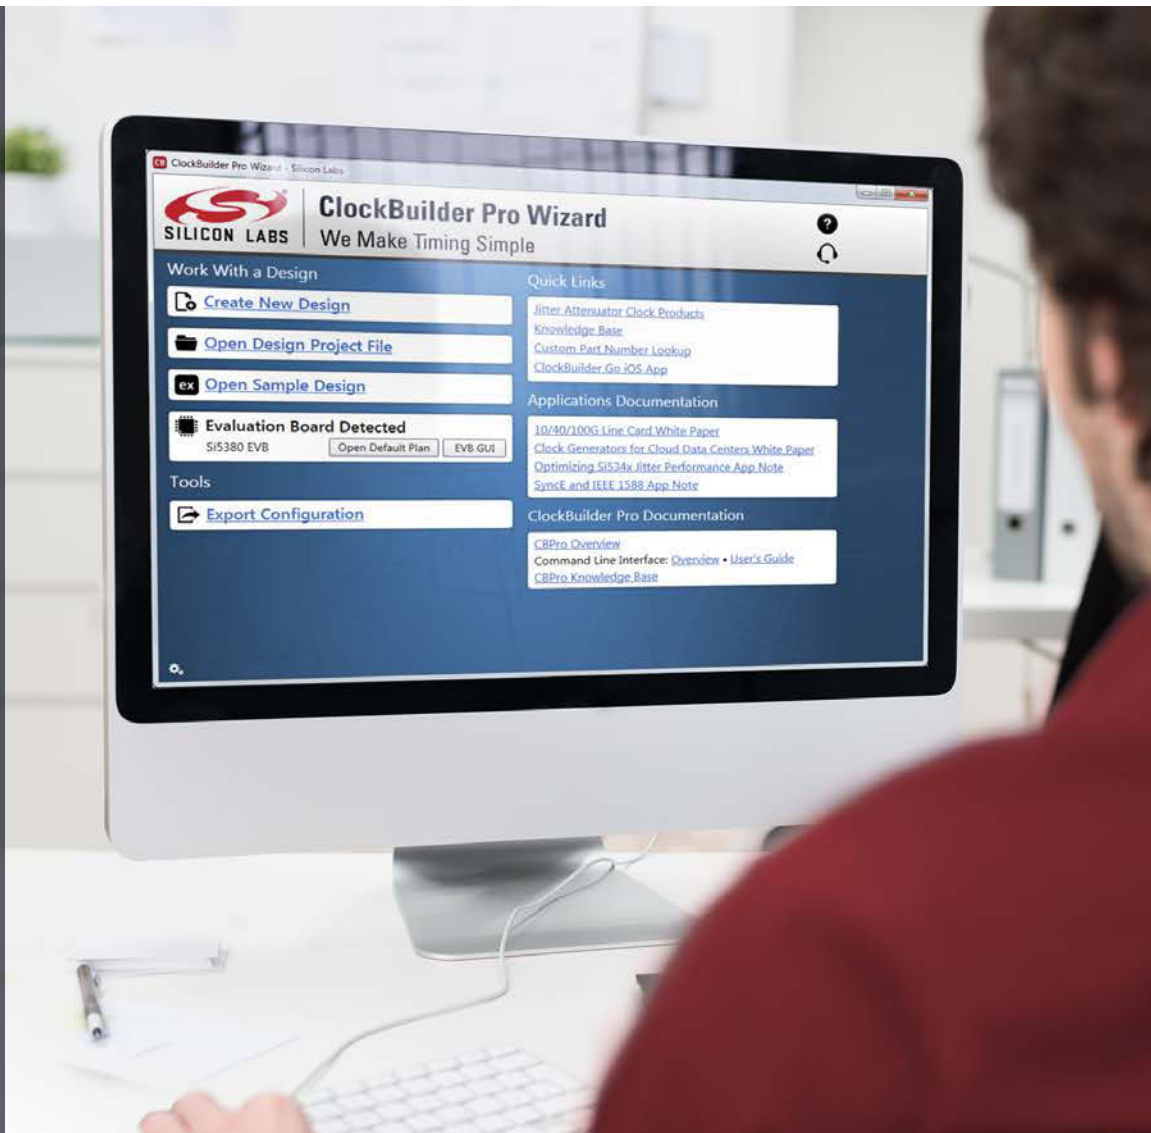 CB ClockBuilder Pro Wizard - Silicon Labs
SILICON LABS
ClockBuilder Pro Wizard
We Make Timing Simple
?
Work With a Design
Create New Design
Open Design Project File
ex Open Sample Design
Evaluation Board Detected
Si5380 EVB Open Default Plan EVB GUI
Tools
Export Configuration
Quick Links
Jitter Attenuator Clock Products
Knowledge Base
Custom Part Number Lookup
ClockBuilder Go iOS App
Applications Documentation
10/40/100G Line Card White Paper
Clock Generators for Cloud Data Centers White Paper
Optimizing Si534x Jitter Performance App Note
SyncE and IEEE 1588 App Note
ClockBuilder Pro Documentation
CBPro Overview
Command Line Interface: Overview • User's Guide
CBPro Knowledge Base